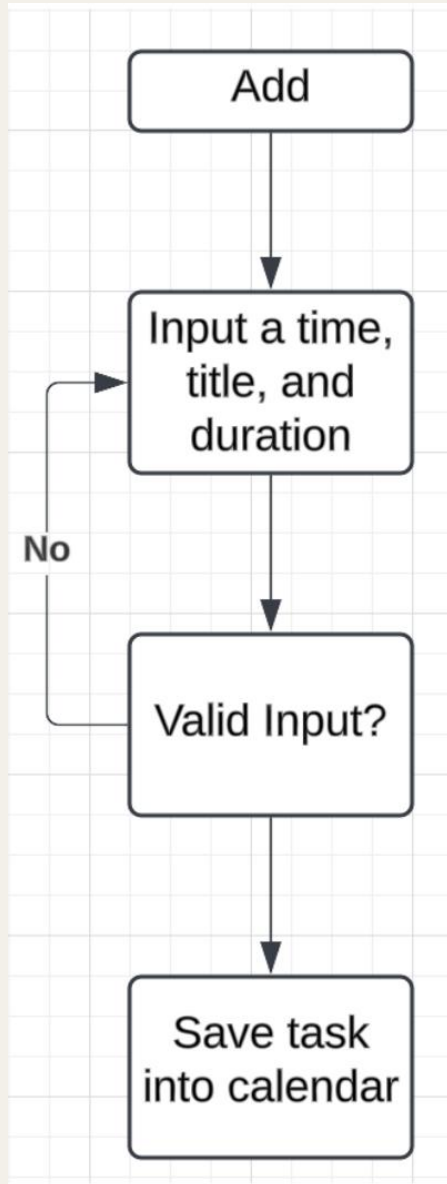 Add
Input a time,
title, and
duration
No
Valid Input?
Save task
into calendar